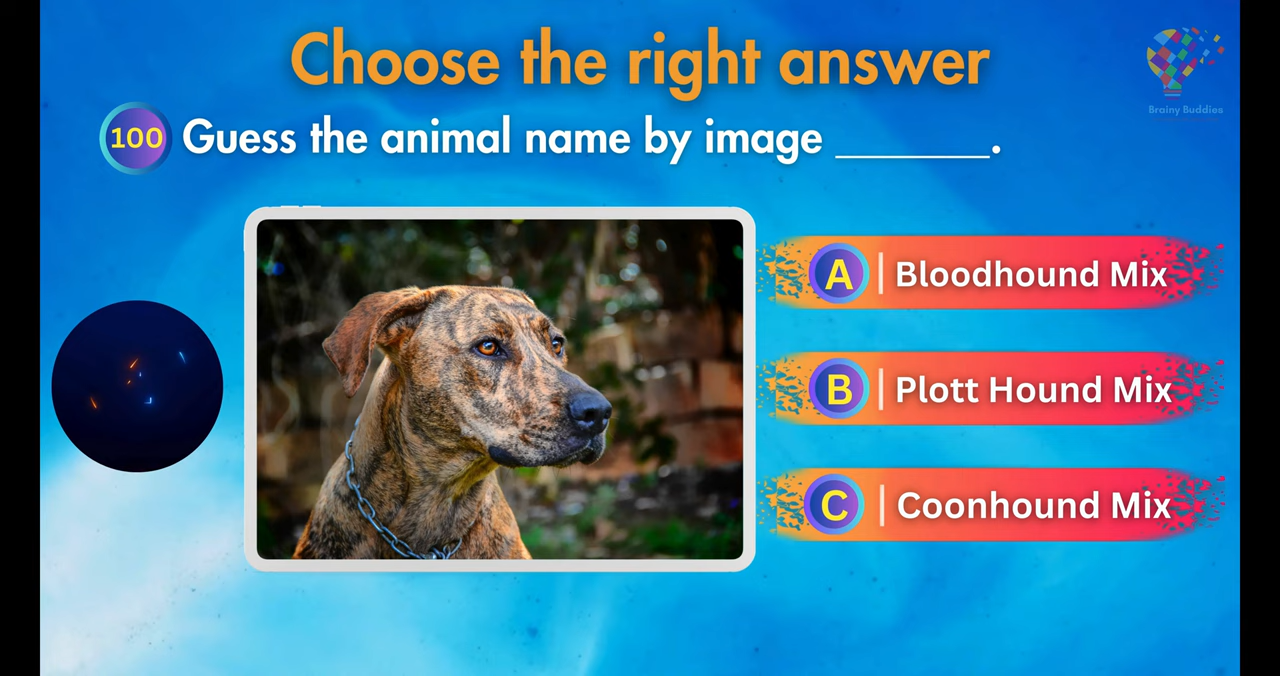 Choose the right answer
Brainy Buddies
100 Guess the animal name by image ________.
A | Bloodhound Mix
B | Plott Hound Mix
C | Coonhound Mix